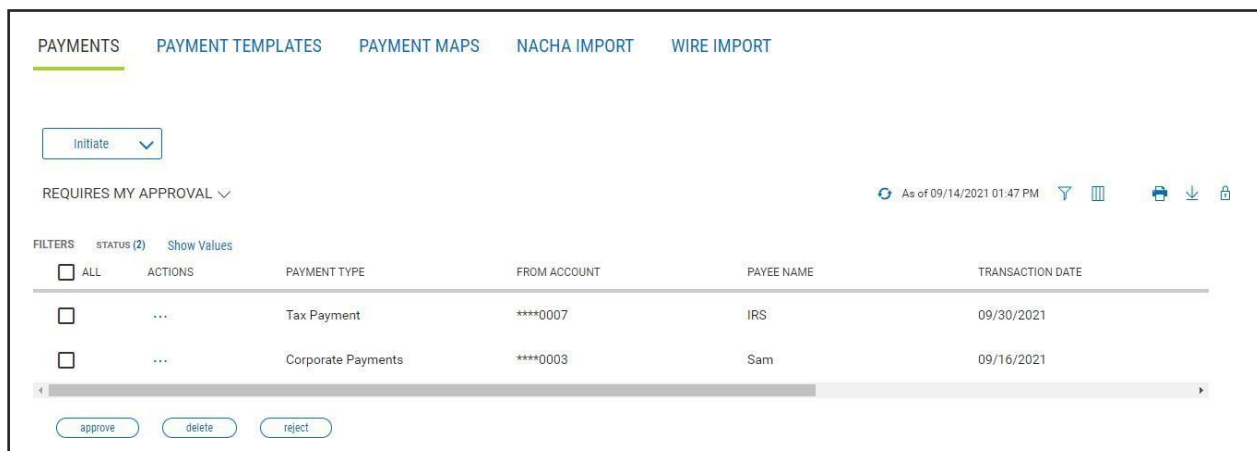 PAYMENTS PAYMENT TEMPLATES PAYMENT MAPS NACHA IMPORT WIRE IMPORT
Initiate
REQUIRES MY APPROVAL As of 09/14/2021 01:47 PM
FILTERS STATUS (2) Show Values
ALL ACTIONS PAYMENT TYPE FROM ACCOUNT PAYEE NAME TRANSACTION DATE
... Tax Payment ****0007 IRS 09/30/2021
... Corporate Payments ****0003 Sam 09/16/2021
approve delete reject